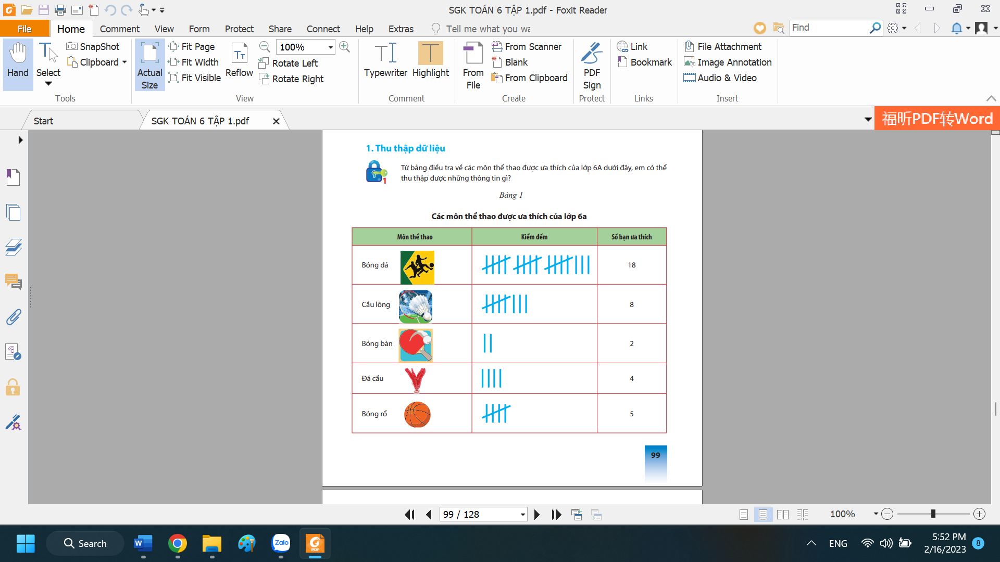 SGK TOÁN 6 TẬP 1.pdf - Foxit Reader
File Home Comment View Form Protect Share Connect Help Extras Tell me what you wa Find
Hand
Select
SnapShot
Clipboard
Tools
Actual Size
Fit Page
Fit Width
Fit Visible
Reflow
100%
Rotate Left
Rotate Right
View
Typewriter
Highlight
Comment
From File
From Scanner
Blank
From Clipboard
Create
PDF Sign
Protect
Link
Bookmark
Links
File Attachment
Image Annotation
Audio & Video
Insert
Start
SGK TOÁN 6 TẬP 1.pdf
福昕PDF转Word
1. Thu thập dữ liệu
1
Từ bảng điều tra về các môn thể thao được ưa thích của lớp 6A dưới đây, em có thể
thu thập được những thông tin gì?
Bảng 1
Các môn thể thao được ưa thích của lớp 6a
Môn thể thao Kiểm đếm Số bạn ưa thích
Bóng đá 18
Cầu lông 8
Bóng bàn 2
Đá cầu 4
Bóng rổ 5
99
99 / 128
100%
Search
Zalo
PDF
ENG
5:52 PM
2/16/2023
8